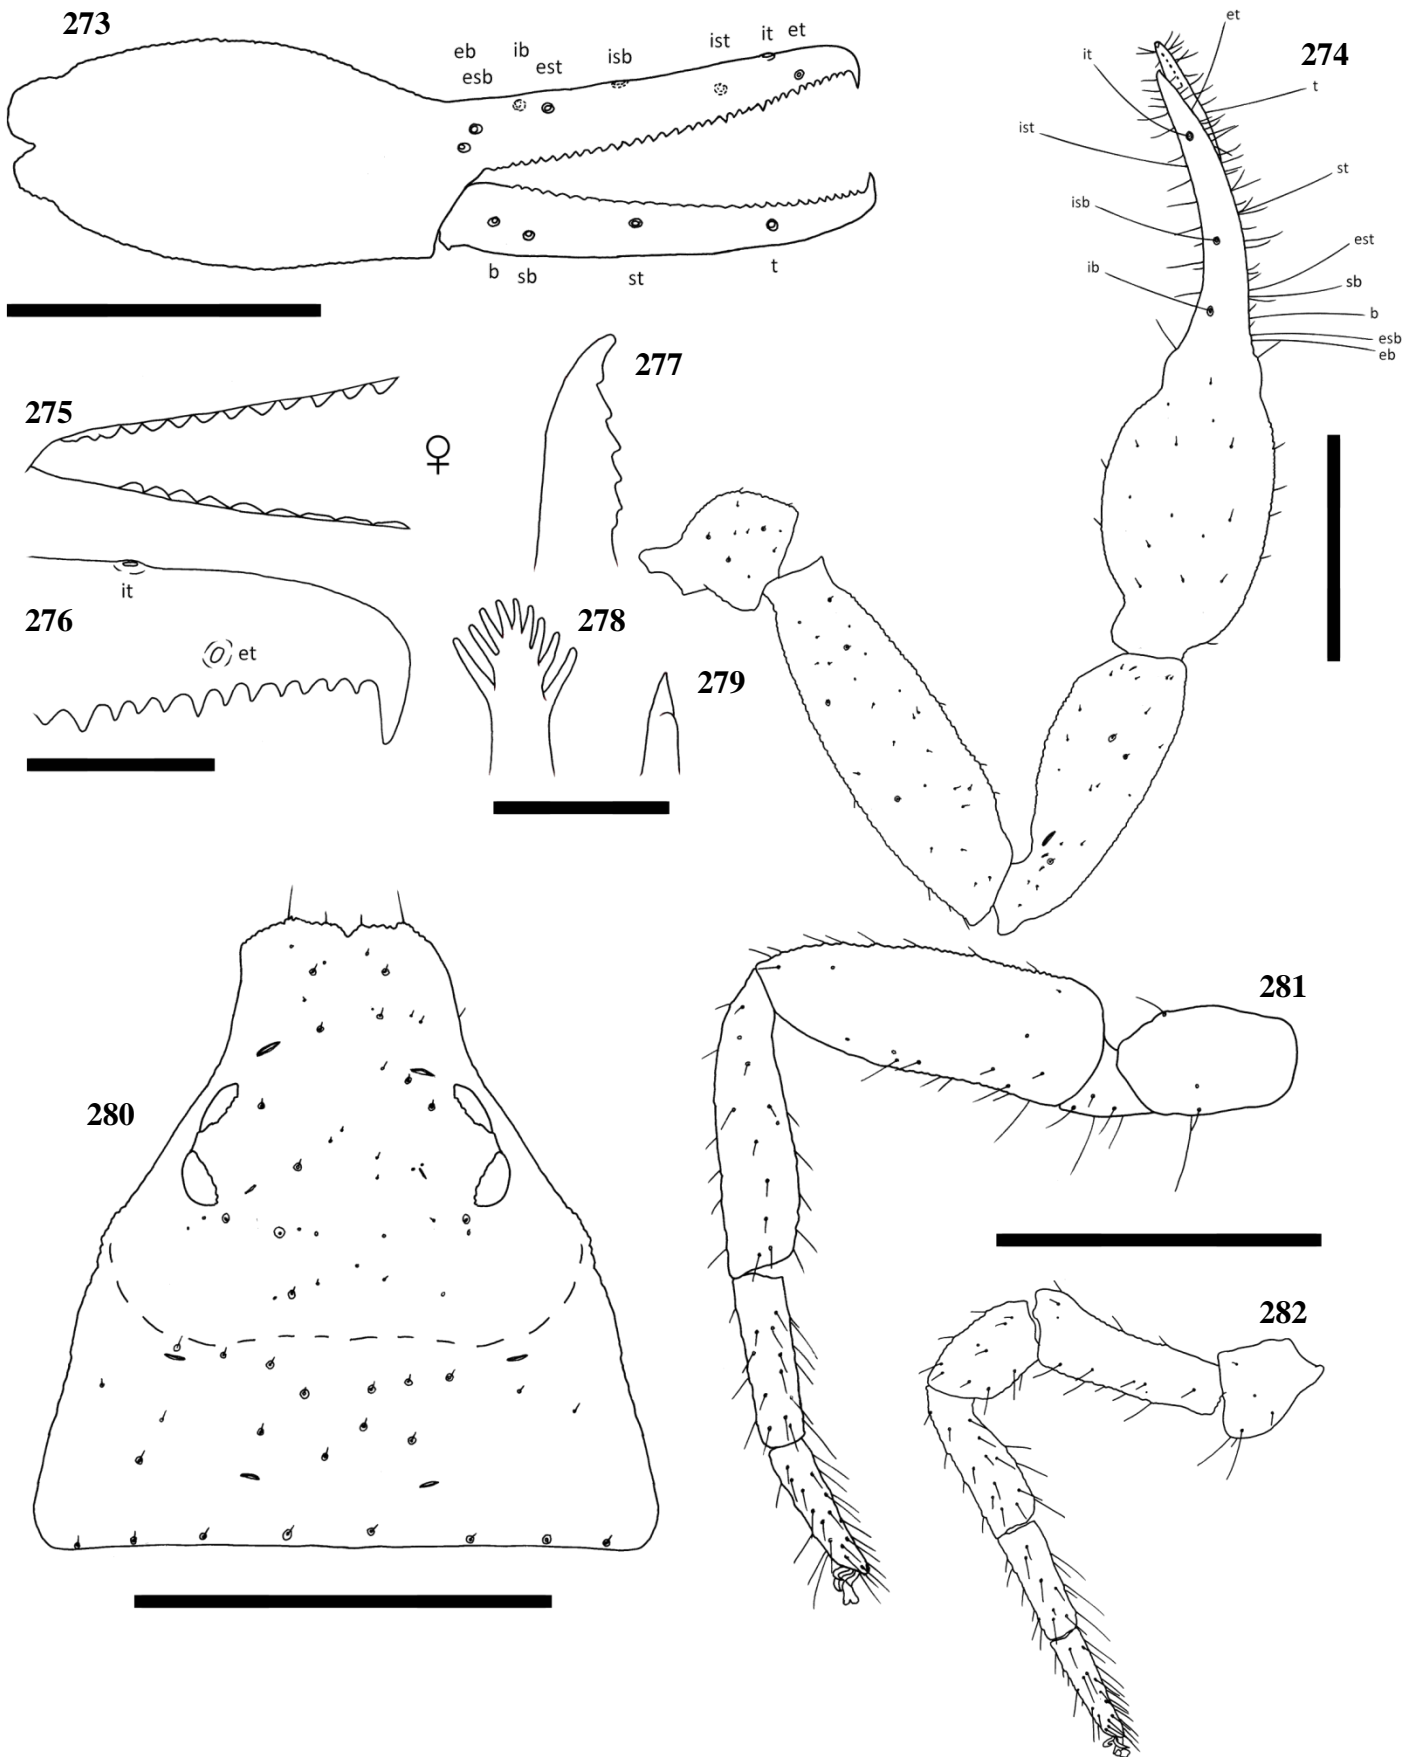 273
eb ib isb ist it et
esb est
b sb st t
274
et
it
t
ist
st
isb
est
ib
sb
b
esb
eb
275
♀
277
it
276
et
278
279
280
281
282